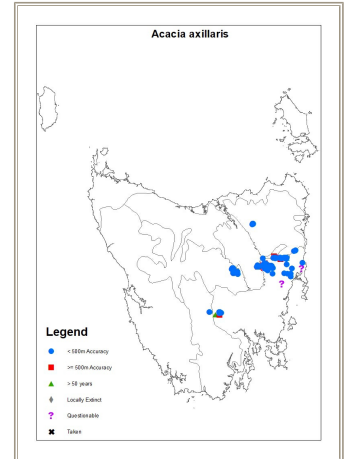 Acacia axillaris
Legend
< 500m Accuracy
>= 500m Accuracy
> 50 years
Locally Extinct
? Questionable
Taken